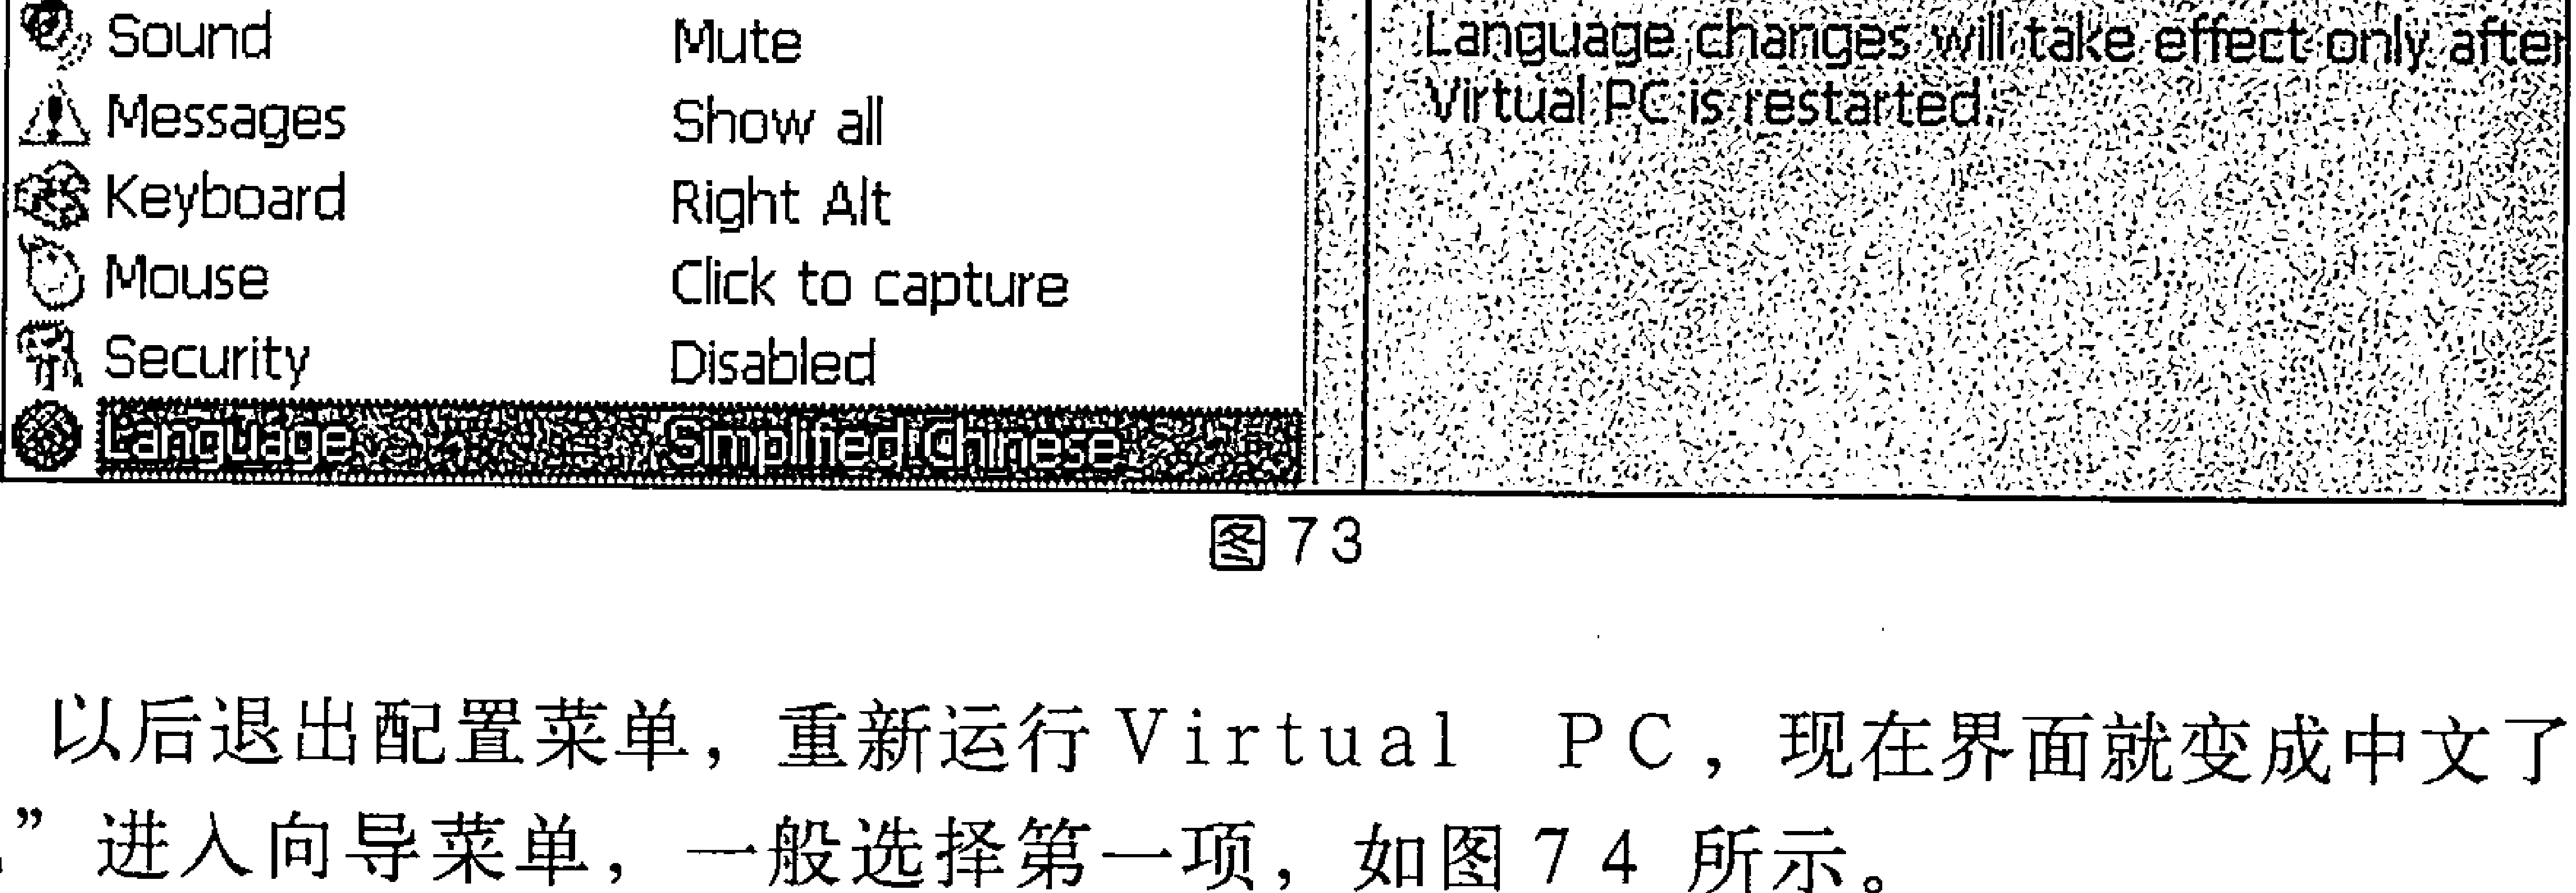 Sound Mute
Messages Show all
Keyboard Right Alt
Mouse Click to capture
Security Disabled
Language Simplified Chinese
Language changes will take effect only after
Virtual PC is restarted.
图 73
以后退出配置菜单，重新运行Virtual PC，现在界面就变成中文了
”进入向导菜单，一般选择第一项，如图 74 所示。